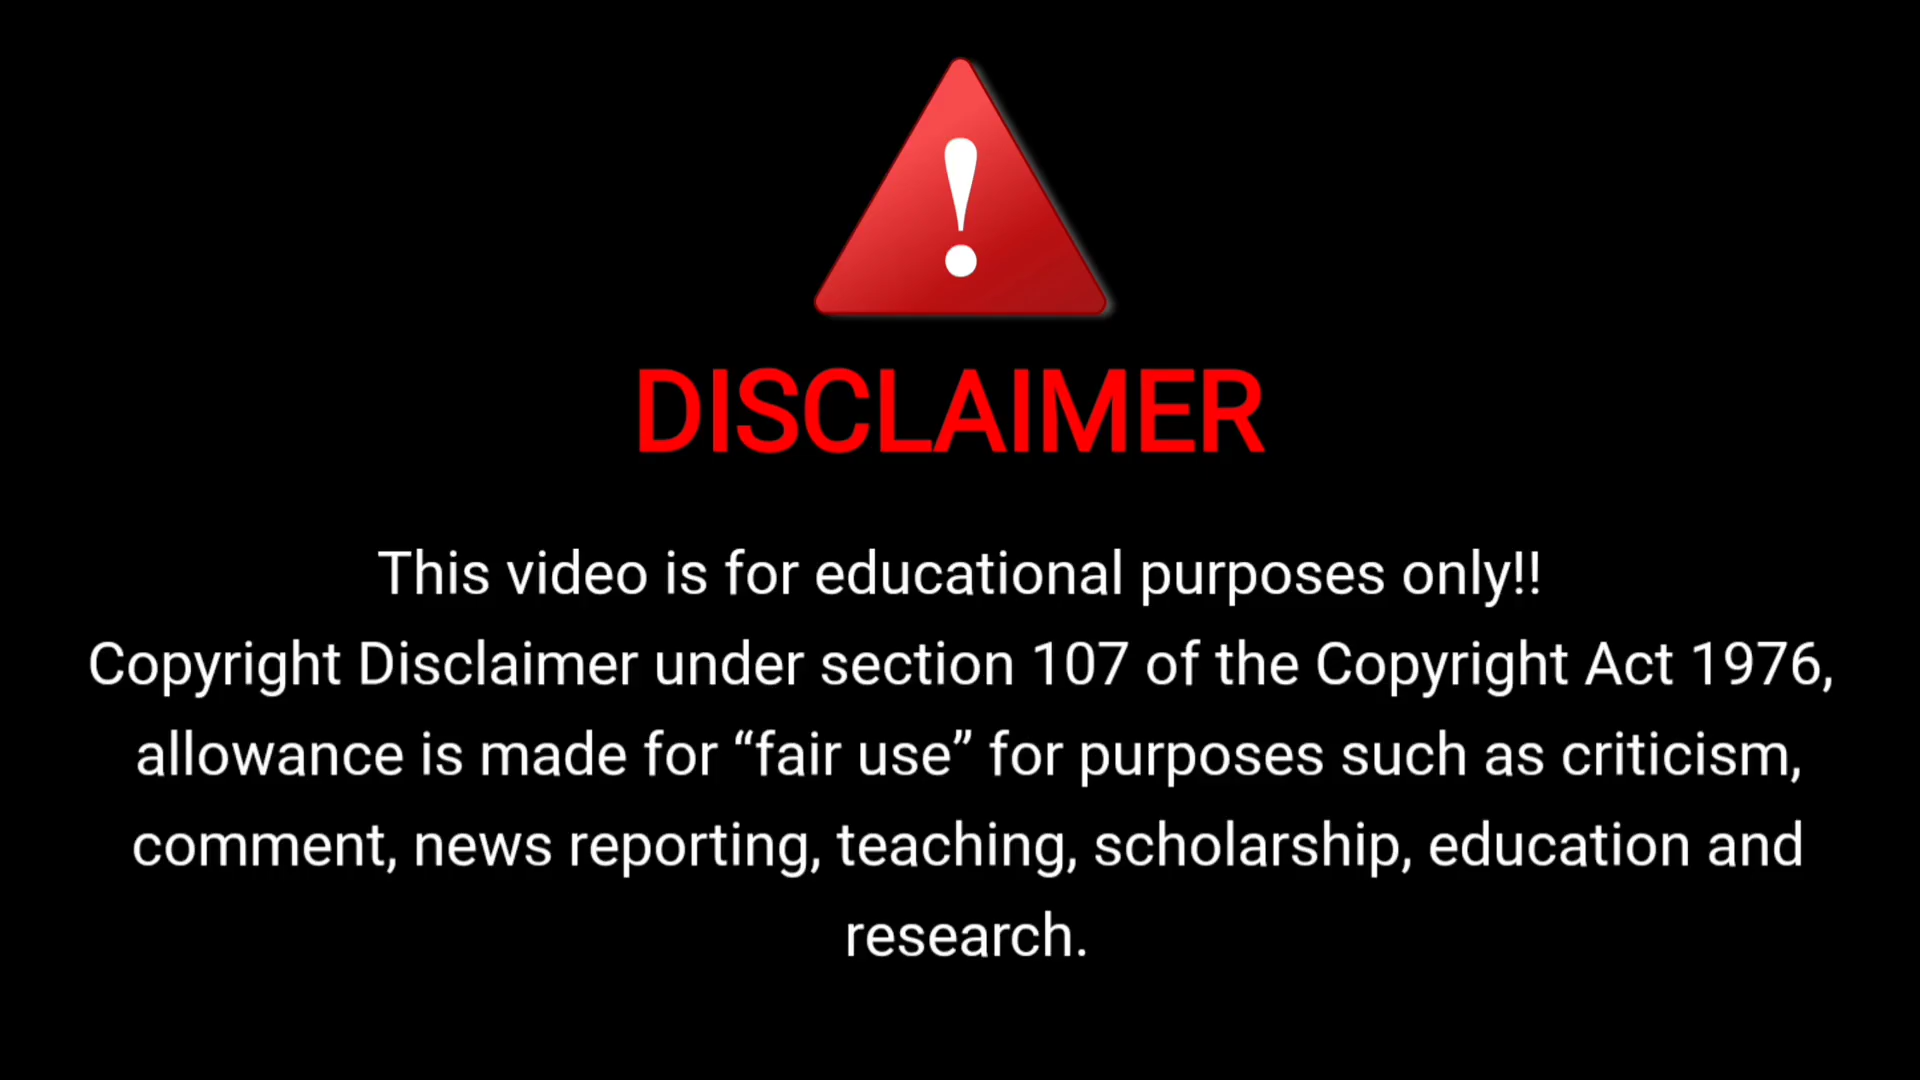 !
DISCLAIMER
This video is for educational purposes only!!
Copyright Disclaimer under section 107 of the Copyright Act 1976,
allowance is made for “fair use” for purposes such as criticism,
comment, news reporting, teaching, scholarship, education and
research.